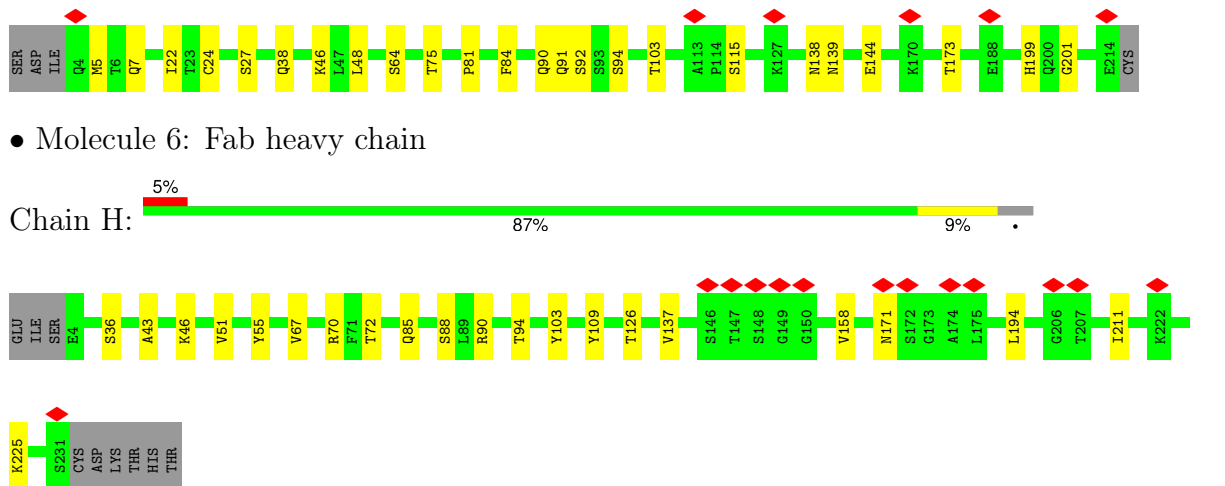 SER ASP ILE Q4 M5 T6 Q7 I22 T23 C24 S27 Q38 K46 L47 L48 S64 T75 P81 F84 Q90 Q91 S92 S93 S94 T103 A113 P114 S115 K127 N138 N139 E144 K170 T173 E188 H199 Q200 G201 E214 CYS
• Molecule 6: Fab heavy chain
5%
Chain H:
87% 9% •
GLU ILE SER E4 S36 A43 K46 V51 Y55 V67 R70 F71 T72 Q85 S88 L89 R90 T94 Y103 Y109 T126 V137 S146 T147 S148 G149 G150 V158 N171 S172 G173 A174 L175 L194 G206 T207 I211 K222
K225 S231 CYS ASP LYS THR HIS THR